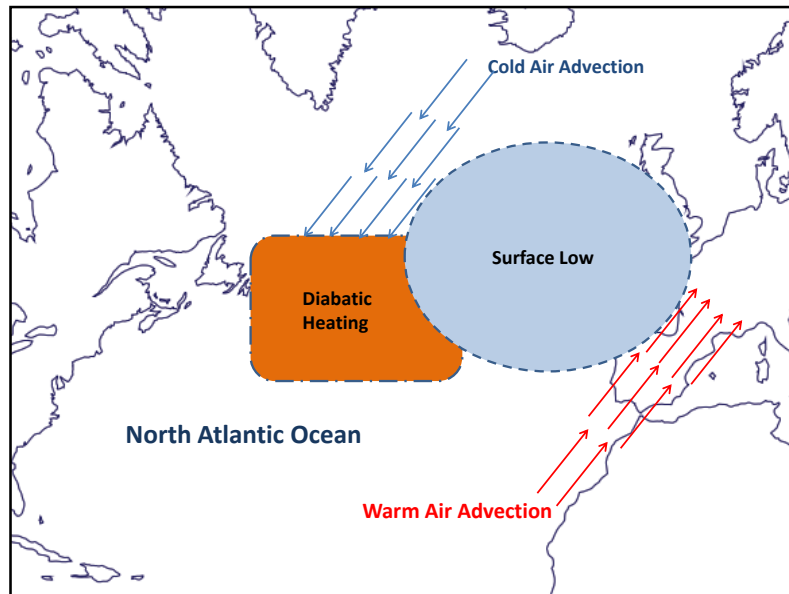 Cold Air Advection
Surface Low
Diabatic
Heating
North Atlantic Ocean
Warm Air Advection